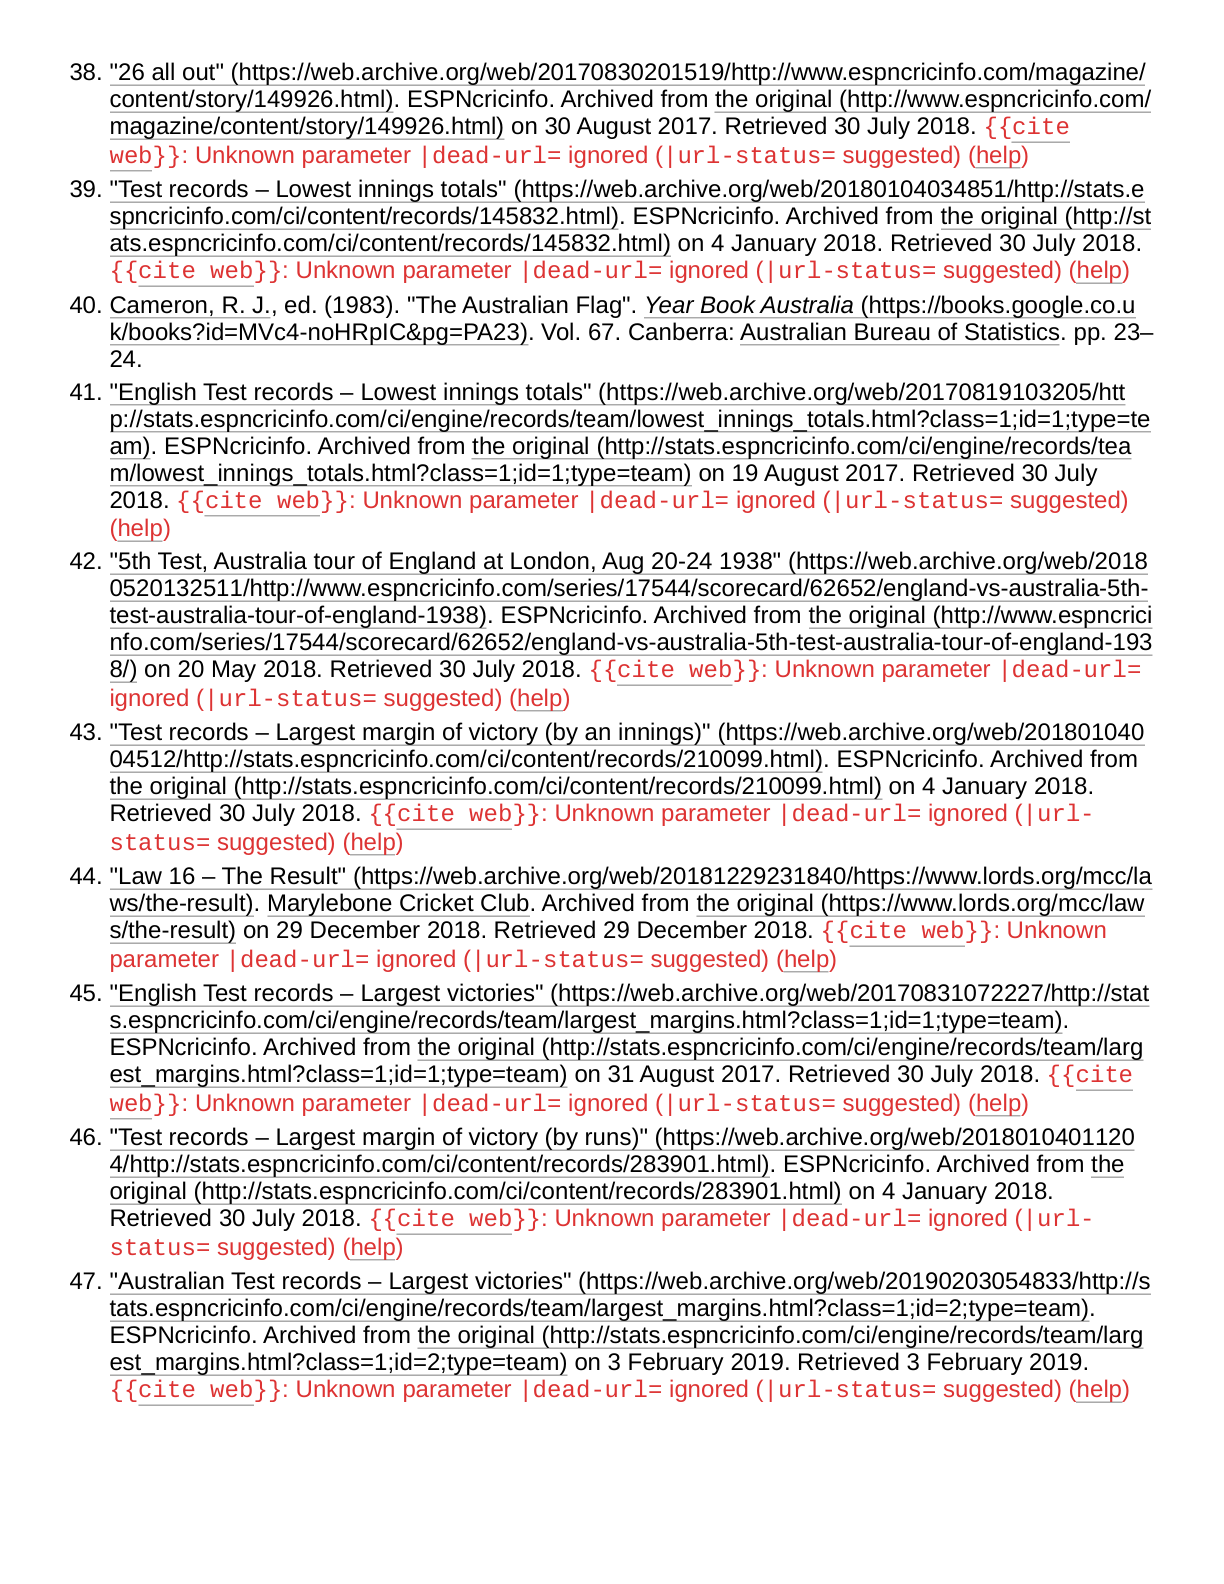 38. "26 all out" (https://web.archive.org/web/20170830201519/http://www.espncricinfo.com/magazine/
content/story/149926.html). ESPNcricinfo. Archived from the original (http://www.espncricinfo.com/
magazine/content/story/149926.html) on 30 August 2017. Retrieved 30 July 2018. {{cite
web}}: Unknown parameter |dead-url= ignored (|url-status= suggested) (help)
39. "Test records – Lowest innings totals" (https://web.archive.org/web/20180104034851/http://stats.e
spncricinfo.com/ci/content/records/145832.html). ESPNcricinfo. Archived from the original (http://st
ats.espncricinfo.com/ci/content/records/145832.html) on 4 January 2018. Retrieved 30 July 2018.
{{cite web}}: Unknown parameter |dead-url= ignored (|url-status= suggested) (help)
40. Cameron, R. J., ed. (1983). "The Australian Flag". Year Book Australia (https://books.google.co.u
k/books?id=MVc4-noHRpIC&pg=PA23). Vol. 67. Canberra: Australian Bureau of Statistics. pp. 23–
24.
41. "English Test records – Lowest innings totals" (https://web.archive.org/web/20170819103205/htt
p://stats.espncricinfo.com/ci/engine/records/team/lowest_innings_totals.html?class=1;id=1;type=te
am). ESPNcricinfo. Archived from the original (http://stats.espncricinfo.com/ci/engine/records/tea
m/lowest_innings_totals.html?class=1;id=1;type=team) on 19 August 2017. Retrieved 30 July
2018. {{cite web}}: Unknown parameter |dead-url= ignored (|url-status= suggested)
(help)
42. "5th Test, Australia tour of England at London, Aug 20-24 1938" (https://web.archive.org/web/2018
0520132511/http://www.espncricinfo.com/series/17544/scorecard/62652/england-vs-australia-5th-
test-australia-tour-of-england-1938). ESPNcricinfo. Archived from the original (http://www.espncrici
nfo.com/series/17544/scorecard/62652/england-vs-australia-5th-test-australia-tour-of-england-193
8/) on 20 May 2018. Retrieved 30 July 2018. {{cite web}}: Unknown parameter |dead-url=
ignored (|url-status= suggested) (help)
43. "Test records – Largest margin of victory (by an innings)" (https://web.archive.org/web/201801040
04512/http://stats.espncricinfo.com/ci/content/records/210099.html). ESPNcricinfo. Archived from
the original (http://stats.espncricinfo.com/ci/content/records/210099.html) on 4 January 2018.
Retrieved 30 July 2018. {{cite web}}: Unknown parameter |dead-url= ignored (|url-
status= suggested) (help)
44. "Law 16 – The Result" (https://web.archive.org/web/20181229231840/https://www.lords.org/mcc/la
ws/the-result). Marylebone Cricket Club. Archived from the original (https://www.lords.org/mcc/law
s/the-result) on 29 December 2018. Retrieved 29 December 2018. {{cite web}}: Unknown
parameter |dead-url= ignored (|url-status= suggested) (help)
45. "English Test records – Largest victories" (https://web.archive.org/web/20170831072227/http://stat
s.espncricinfo.com/ci/engine/records/team/largest_margins.html?class=1;id=1;type=team).
ESPNcricinfo. Archived from the original (http://stats.espncricinfo.com/ci/engine/records/team/larg
est_margins.html?class=1;id=1;type=team) on 31 August 2017. Retrieved 30 July 2018. {{cite
web}}: Unknown parameter |dead-url= ignored (|url-status= suggested) (help)
46. "Test records – Largest margin of victory (by runs)" (https://web.archive.org/web/2018010401120
4/http://stats.espncricinfo.com/ci/content/records/283901.html). ESPNcricinfo. Archived from the
original (http://stats.espncricinfo.com/ci/content/records/283901.html) on 4 January 2018.
Retrieved 30 July 2018. {{cite web}}: Unknown parameter |dead-url= ignored (|url-
status= suggested) (help)
47. "Australian Test records – Largest victories" (https://web.archive.org/web/20190203054833/http://s
tats.espncricinfo.com/ci/engine/records/team/largest_margins.html?class=1;id=2;type=team).
ESPNcricinfo. Archived from the original (http://stats.espncricinfo.com/ci/engine/records/team/larg
est_margins.html?class=1;id=2;type=team) on 3 February 2019. Retrieved 3 February 2019.
{{cite web}}: Unknown parameter |dead-url= ignored (|url-status= suggested) (help)